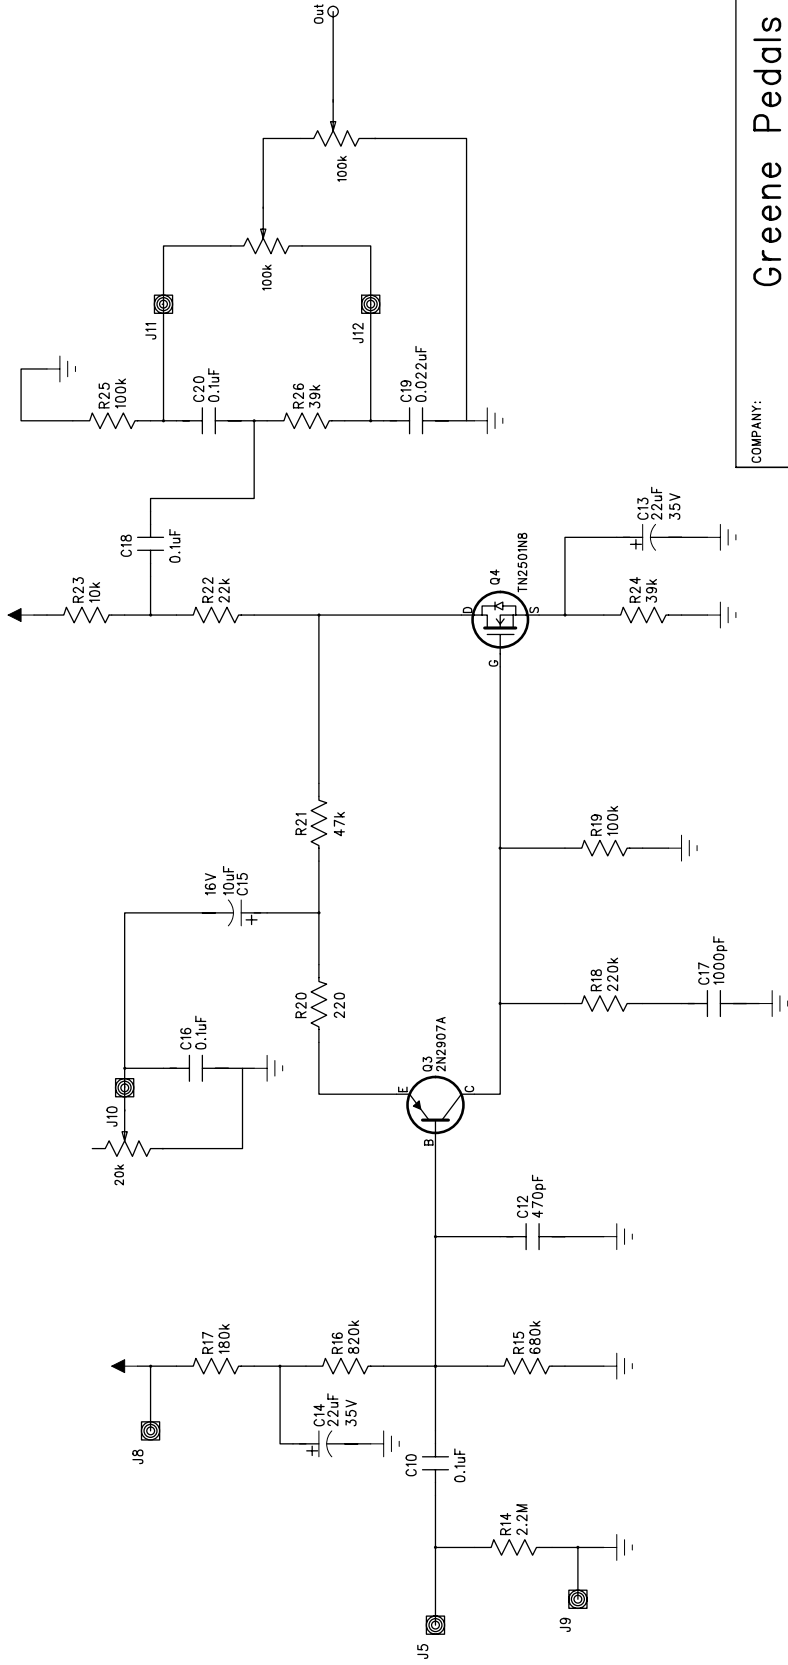 Out
100k
100k
J11
J12
R25
100k
C20
0.1uF
R26
39k
C19
0.022uF
Greene Pedals
COMPANY:
C18
0.1uF
R23
10k
R22
22k
D
Q4
TN2501N8
G
S
C13
22uF
35V
+
R24
39k
R21
47k
16V
10uF
C15
+
R19
100k
R20
220
R18
220k
C17
1000pF
C16
0.1uF
J10
20k
Q3
2N2907A
E
B
C
C12
470pF
R17
180k
R16
820k
R15
680k
J8
C14
22uF
35V
+
C10
0.1uF
R14
2.2M
J5
J9